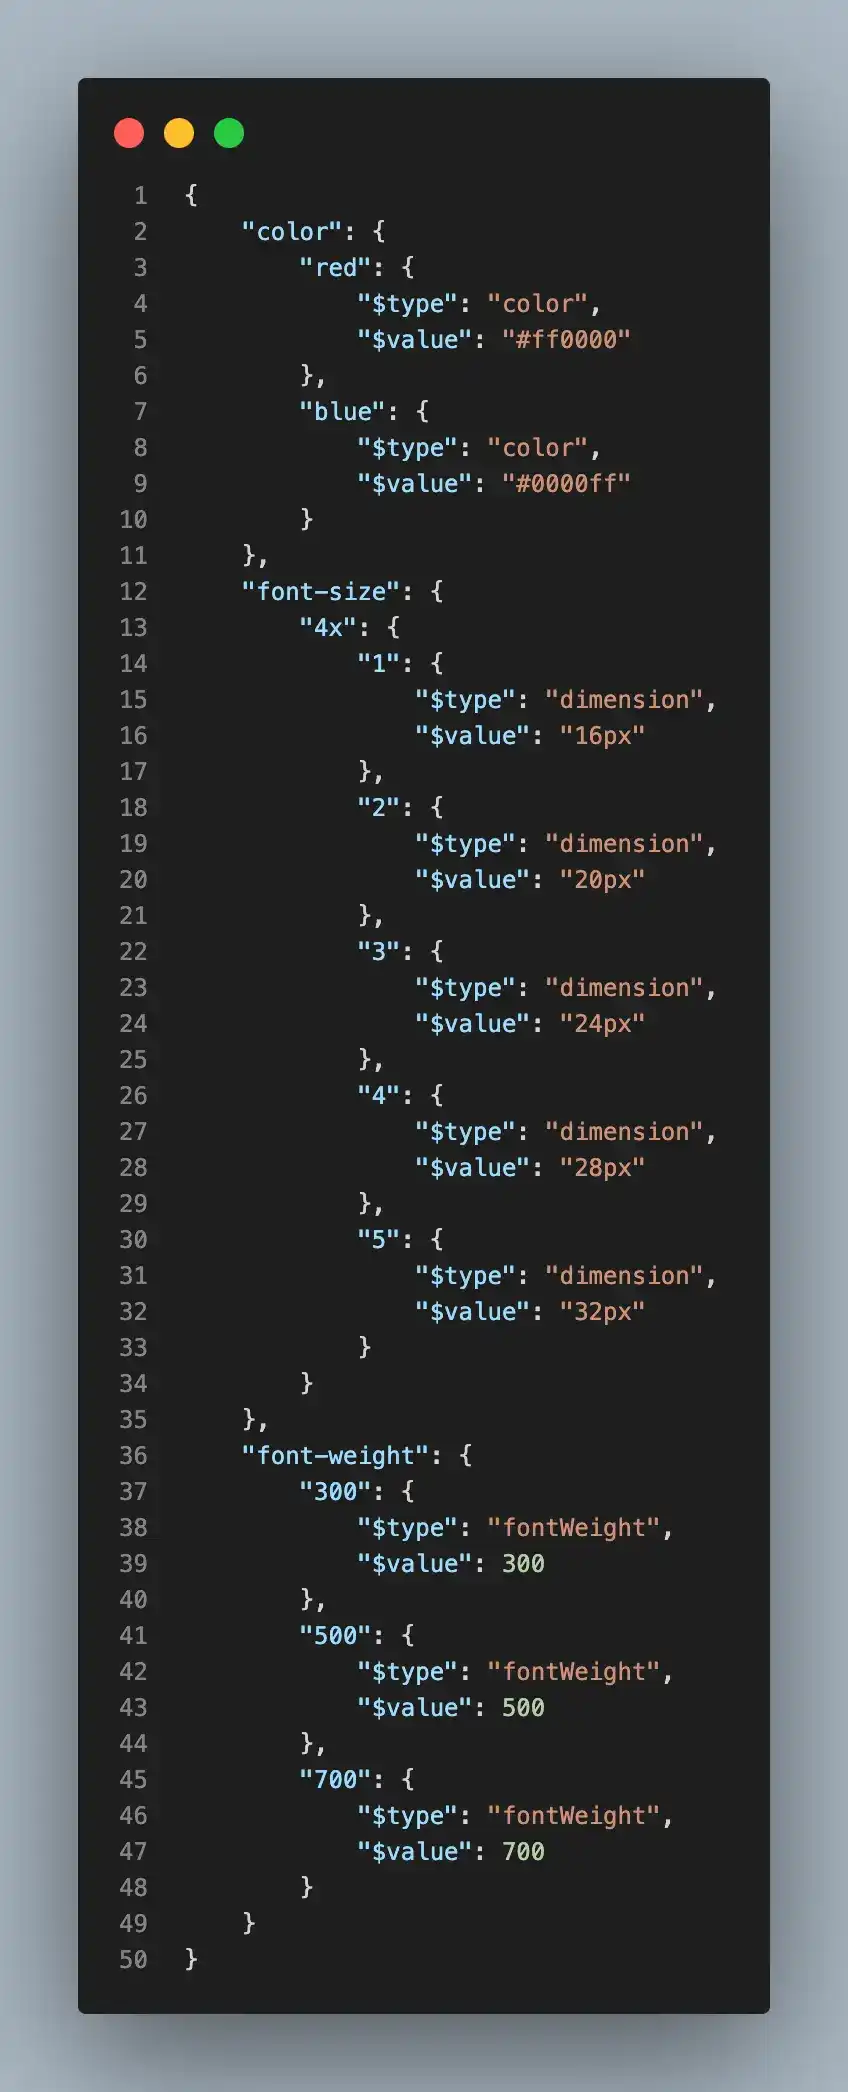 1 {
2     "color": {
3         "red": {
4             "$type": "color",
5             "$value": "#ff0000"
6         },
7         "blue": {
8             "$type": "color",
9             "$value": "#0000ff"
10         }
11     },
12     "font-size": {
13         "4x": {
14             "1": {
15                 "$type": "dimension",
16                 "$value": "16px"
17             },
18             "2": {
19                 "$type": "dimension",
20                 "$value": "20px"
21             },
22             "3": {
23                 "$type": "dimension",
24                 "$value": "24px"
25             },
26             "4": {
27                 "$type": "dimension",
28                 "$value": "28px"
29             },
30             "5": {
31                 "$type": "dimension",
32                 "$value": "32px"
33             }
34         }
35     },
36     "font-weight": {
37         "300": {
38             "$type": "fontWeight",
39             "$value": 300
40         },
41         "500": {
42             "$type": "fontWeight",
43             "$value": 500
44         },
45         "700": {
46             "$type": "fontWeight",
47             "$value": 700
48         }
49     }
50 }